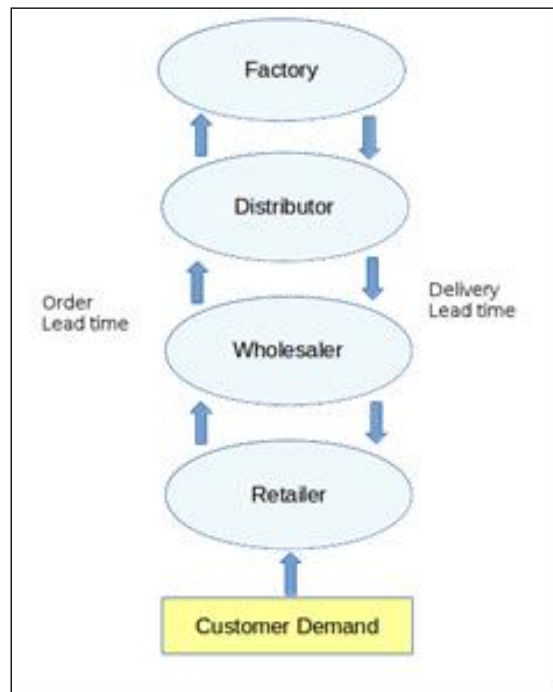 Factory
Distributor
Order
Lead time
Delivery
Lead time
Wholesaler
Retailer
Customer Demand